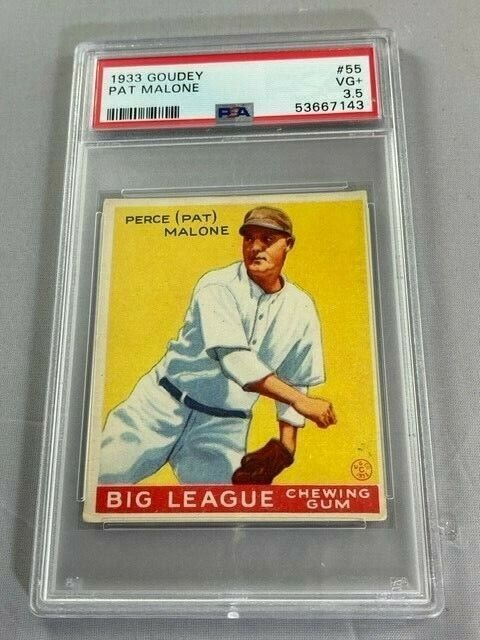 1933 GOUDEY
PAT MALONE
#55
VG+
3.5
53667143
PSA
PERCE (PAT)
MALONE
BIG LEAGUE
CHEWING
GUM